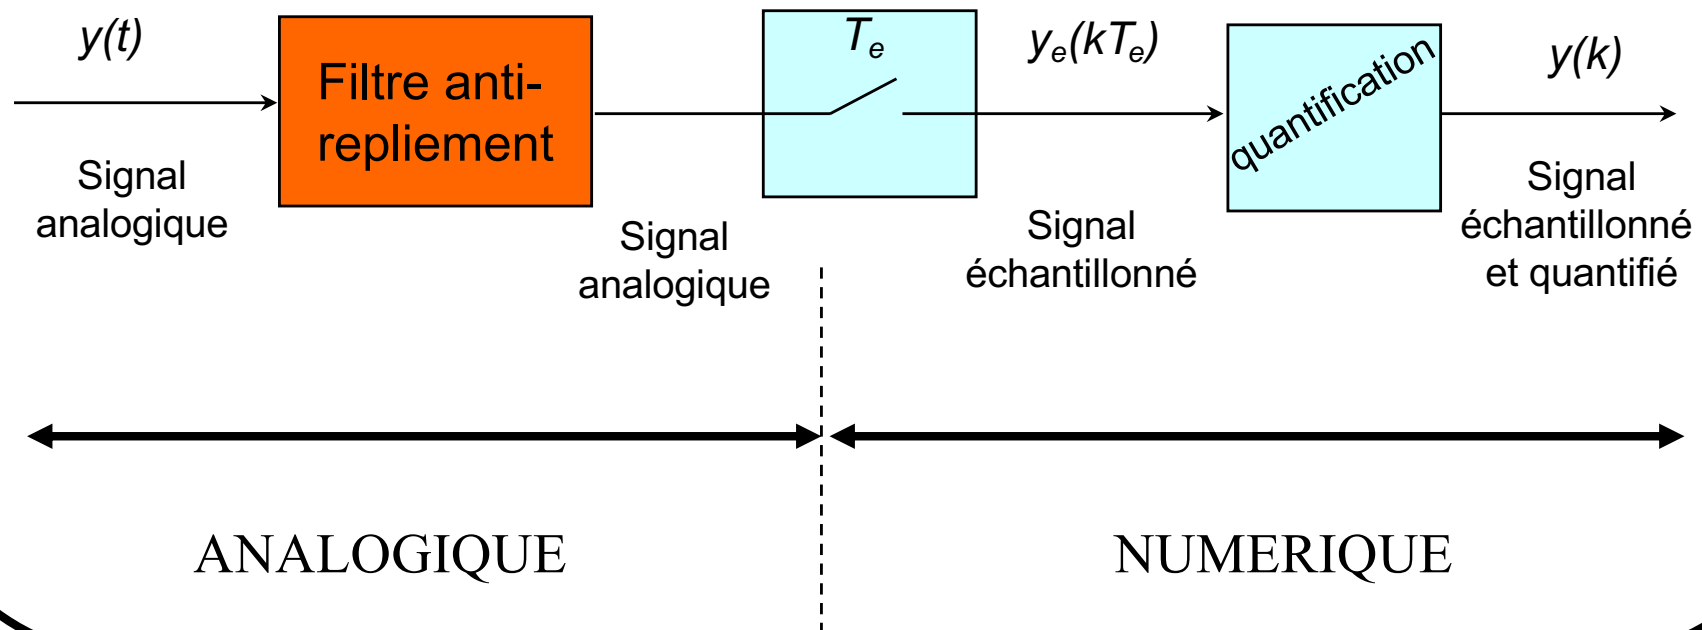 y(t)
Filtre anti-
repliement
Te
ye(kTe)
quantification
y(k)
Signal
analogique
Signal
analogique
Signal
échantillonné
Signal
échantillonné
et quantifié
ANALOGIQUE
NUMERIQUE